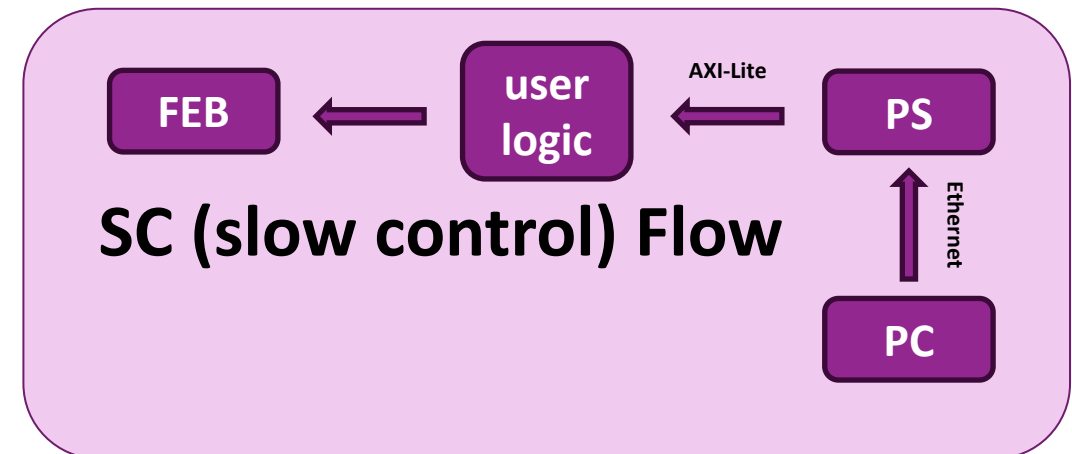 FEB
user
logic
AXI-Lite
PS
SC (slow control) Flow
Ethernet
PC